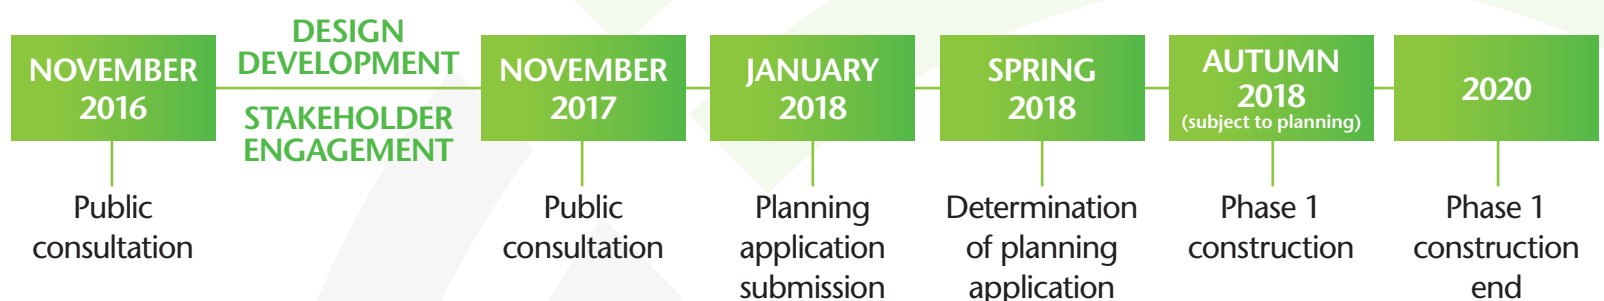 NOVEMBER
2016
Public
consultation
DESIGN
DEVELOPMENT
STAKEHOLDER
ENGAGEMENT
NOVEMBER
2017
Public
consultation
JANUARY
2018
Planning
application
submission
SPRING
2018
Determination
of planning
application
AUTUMN
2018
(subject to planning)
Phase 1
construction
2020
Phase 1
construction
end